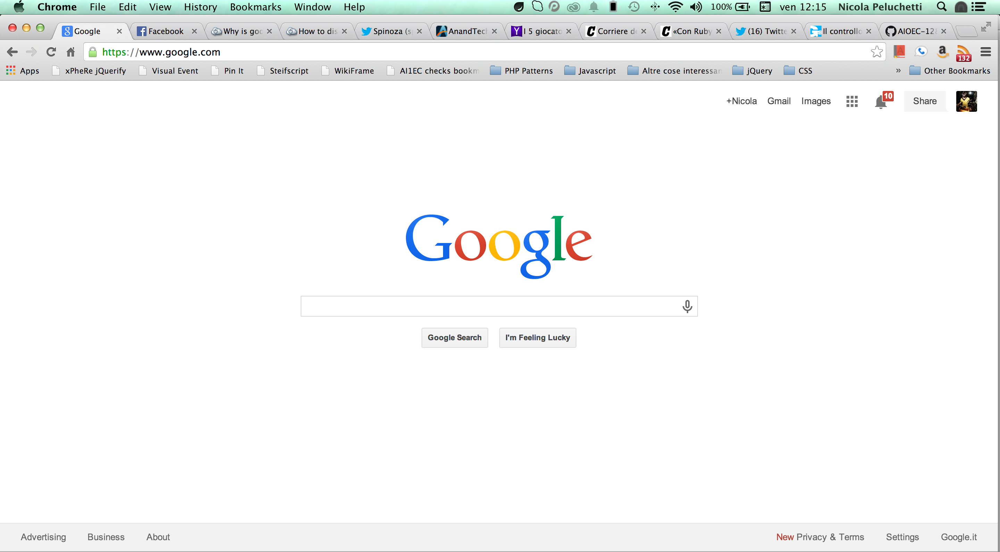 Chrome File Edit View History Bookmarks Window Help 100% ven 12:15 Nicola Peluchetti
Google Facebook Why is goo How to dis Spinoza (s AnandTech I 5 giocato Corriere de «Con Ruby (16) Twitte Il controllo AIOEC-128
https://www.google.com 132
Apps xPheRe jQuerify Visual Event Pin It Steifscript WikiFrame AI1EC checks bookm PHP Patterns Javascript Altre cose interessan jQuery CSS » Other Bookmarks
+Nicola Gmail Images 10 Share
Google
Google Search I'm Feeling Lucky
Advertising Business About New Privacy & Terms Settings Google.it